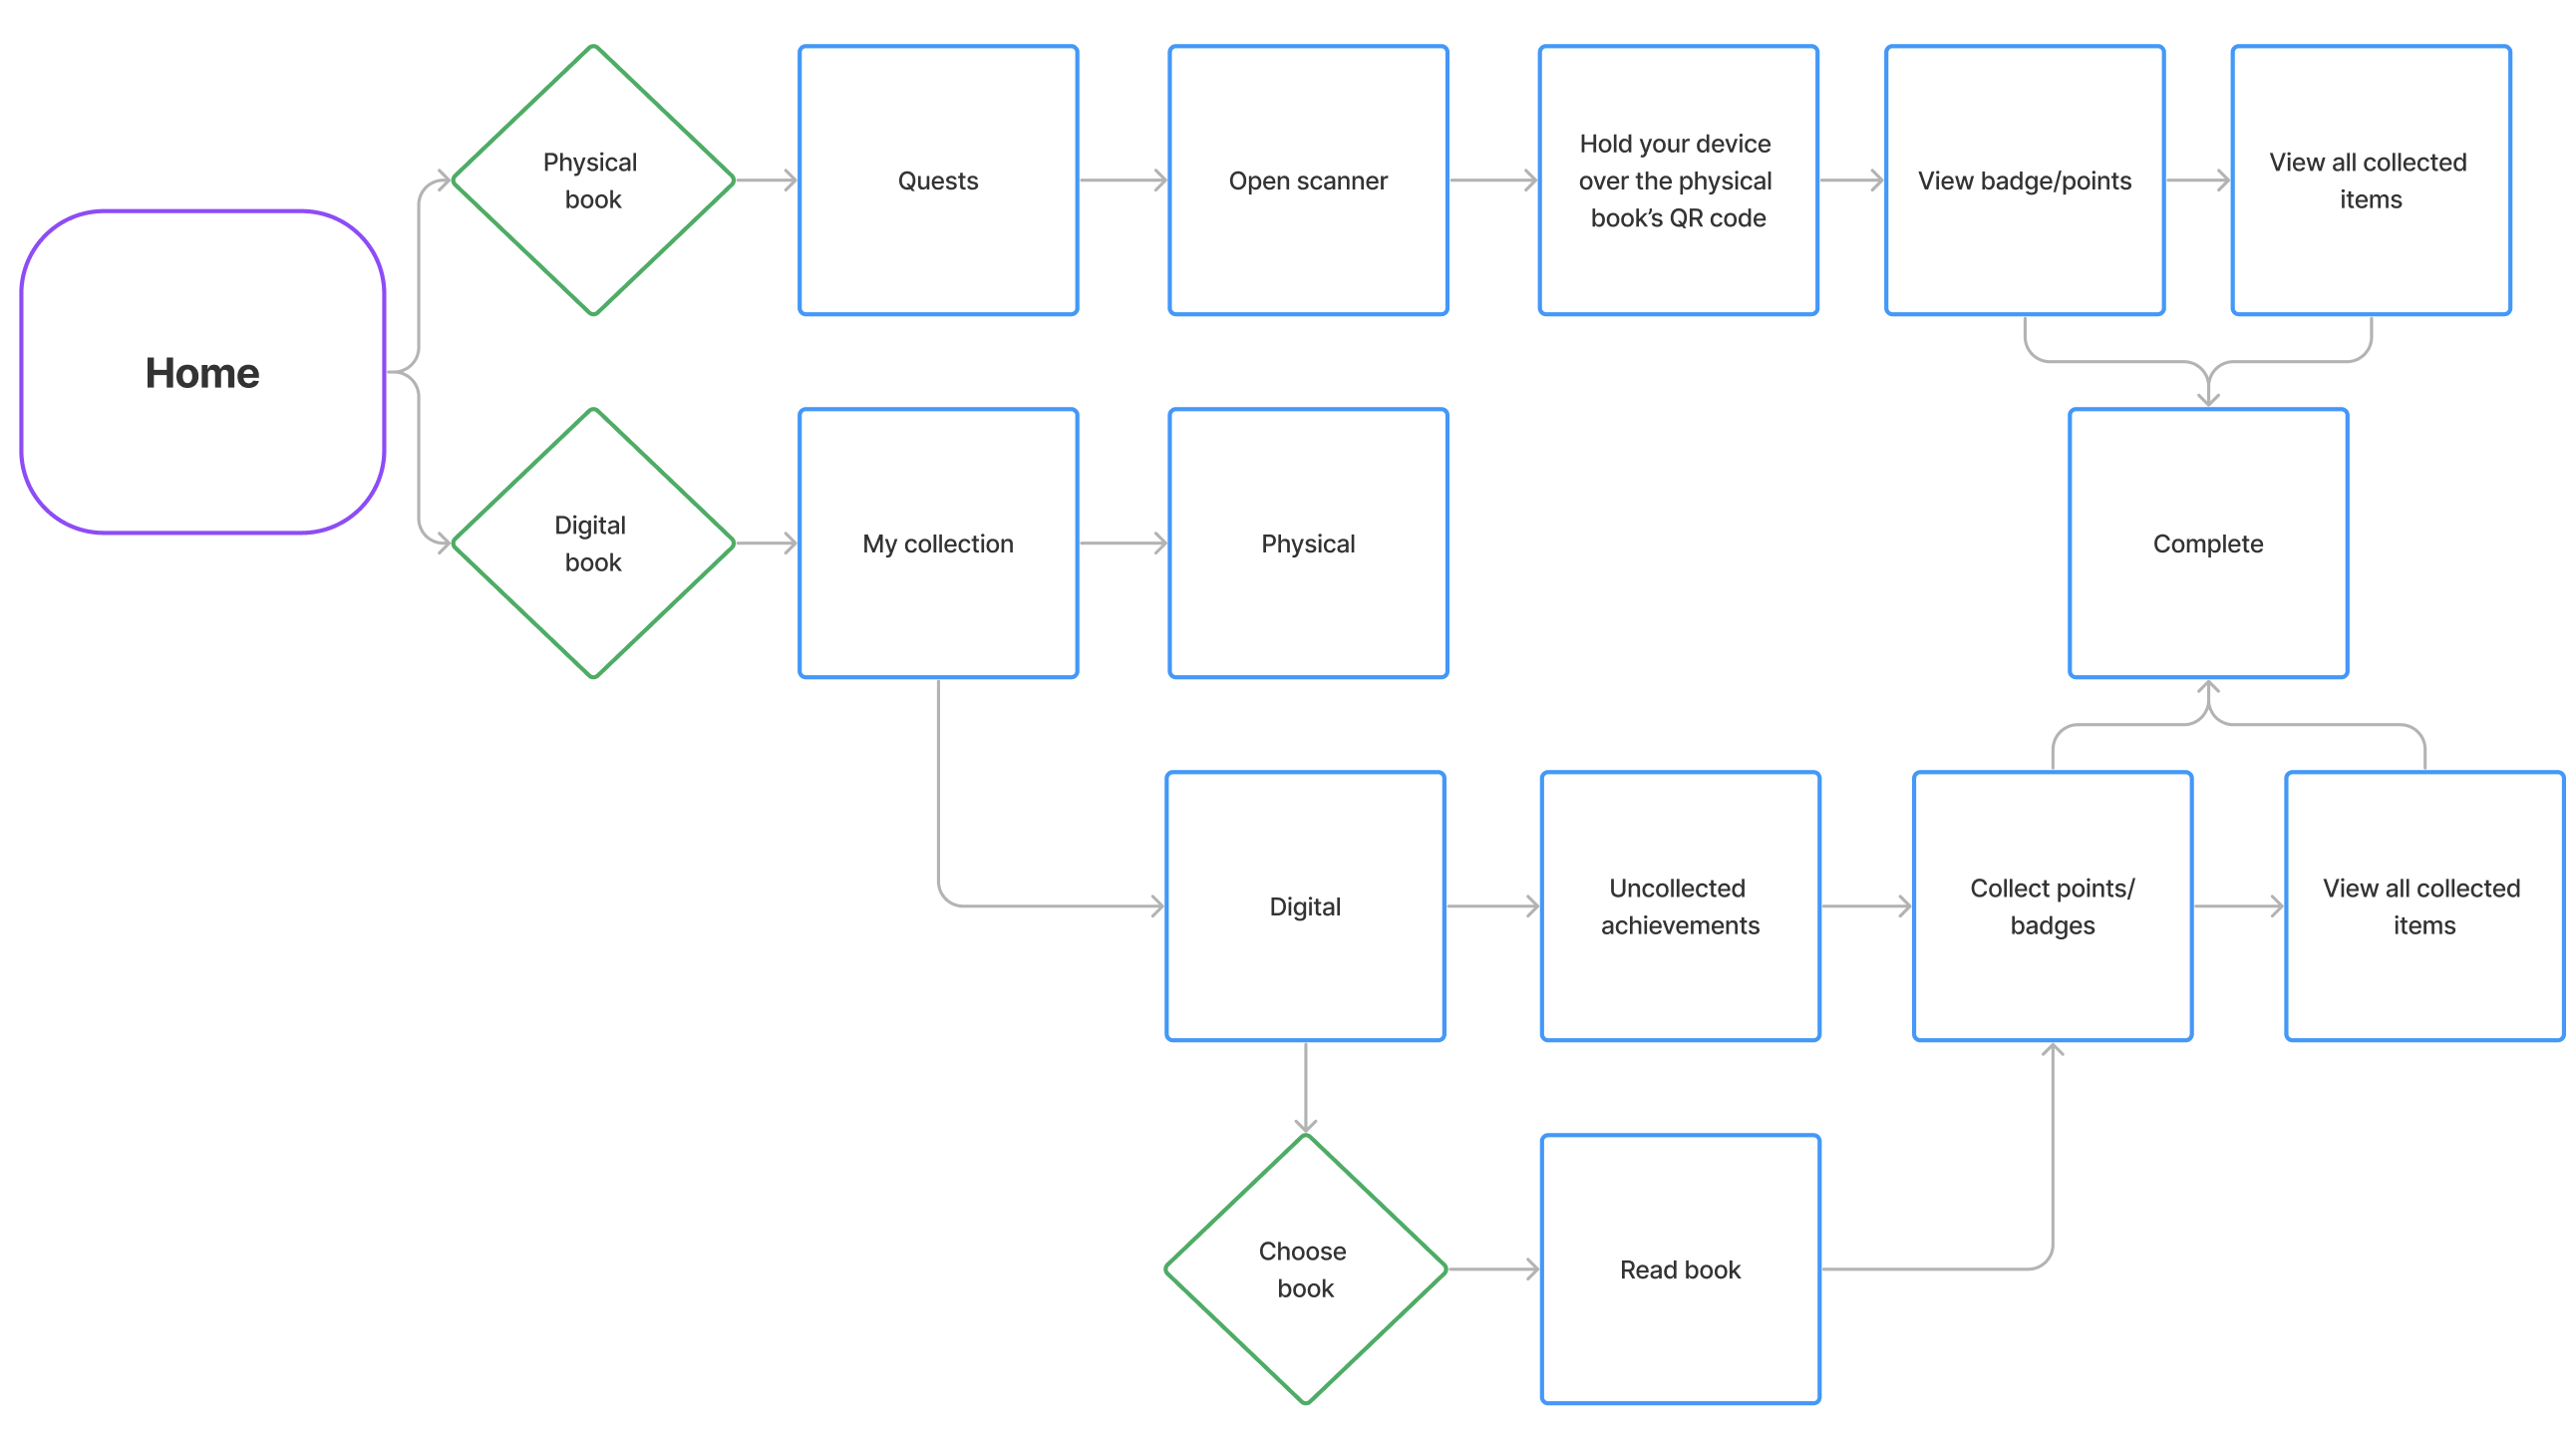 Physical
book
Quests
Open scanner
Hold your device
over the physical
book’s QR code
View badge/points
View all collected
items
Home
Digital
book
My collection
Physical
Complete
Digital
Uncollected
achievements
Collect points/
badges
View all collected
items
Choose
book
Read book